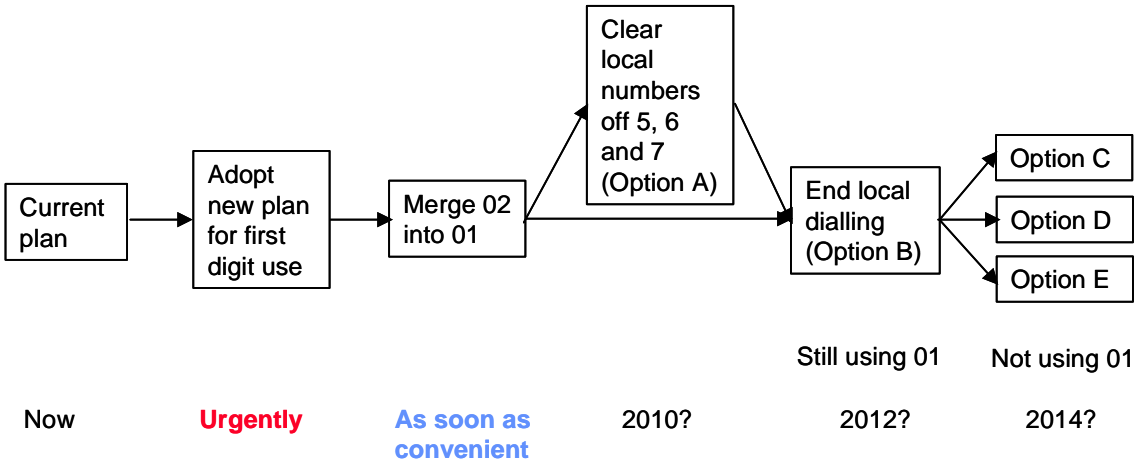 Current
plan
Adopt
new plan
for first
digit use
Merge 02
into 01
Clear
local
numbers
off 5, 6
and 7
(Option A)
End local
dialling
(Option B)
Option C
Option D
Option E
Still using 01
Not using 01
Now
Urgently
As soon as
convenient
2010?
2012?
2014?